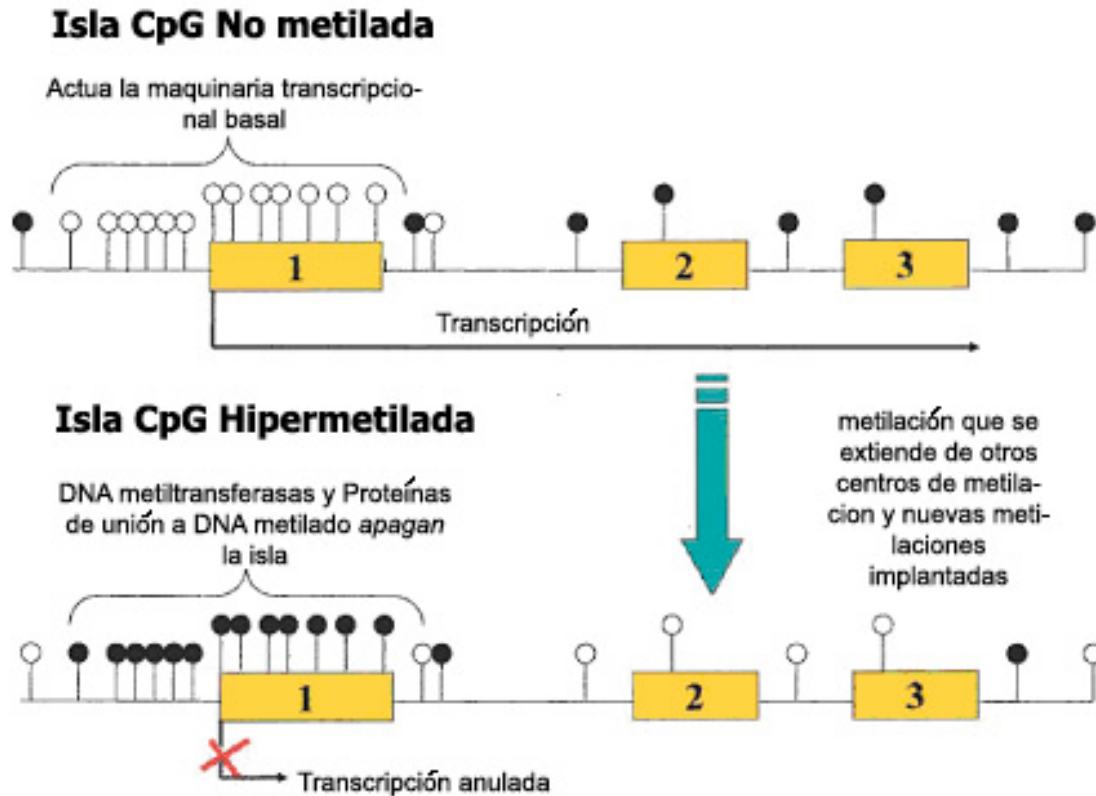 Isla CpG No metilada
Actua la maquinaria transcripcio-
nal basal
1
2
3
Transcripción
Isla CpG Hipermetilada
DNA metiltransferasas y Proteínas
de unión a DNA metilado apagan
la isla
metilación que se
extiende de otros
centros de metila-
cion y nuevas meti-
laciones
implantadas
1
2
3
Transcripción anulada